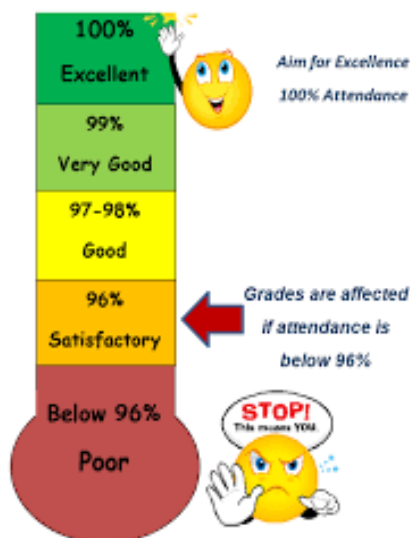 100%
Excellent
Aim for Excellence
100% Attendance
99%
Very Good
97-98%
Good
96%
Satisfactory
Grades are affected
if attendance is
below 96%
Below 96%
Poor
STOP!
This means YOU.